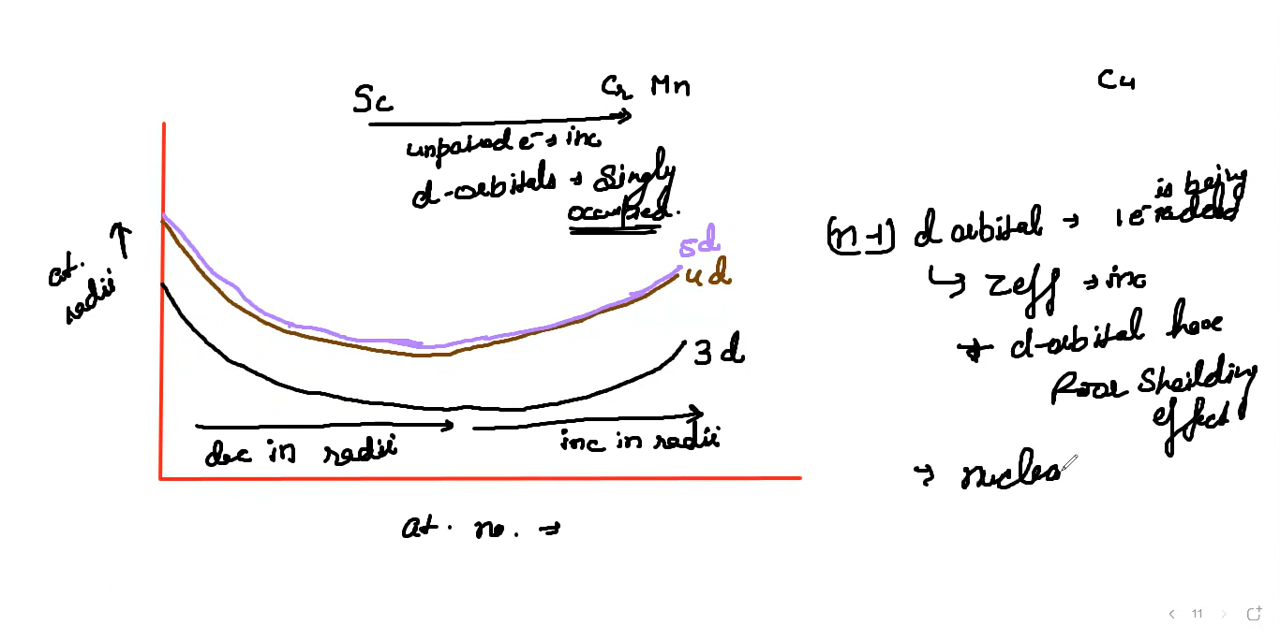 Sc Cr Mn
unpaired e⁻ → inc
d-orbitals → Singly
occupied.
Cu
at.
radii ↑
5d
4d
3d
dec in radii
inc in radii
at. no. →
(n-1) d orbital → 1e⁻ is being
added
↳ Zeff → inc
→ d-orbital have
Poor Sheilding
effect
→ nuclea
11